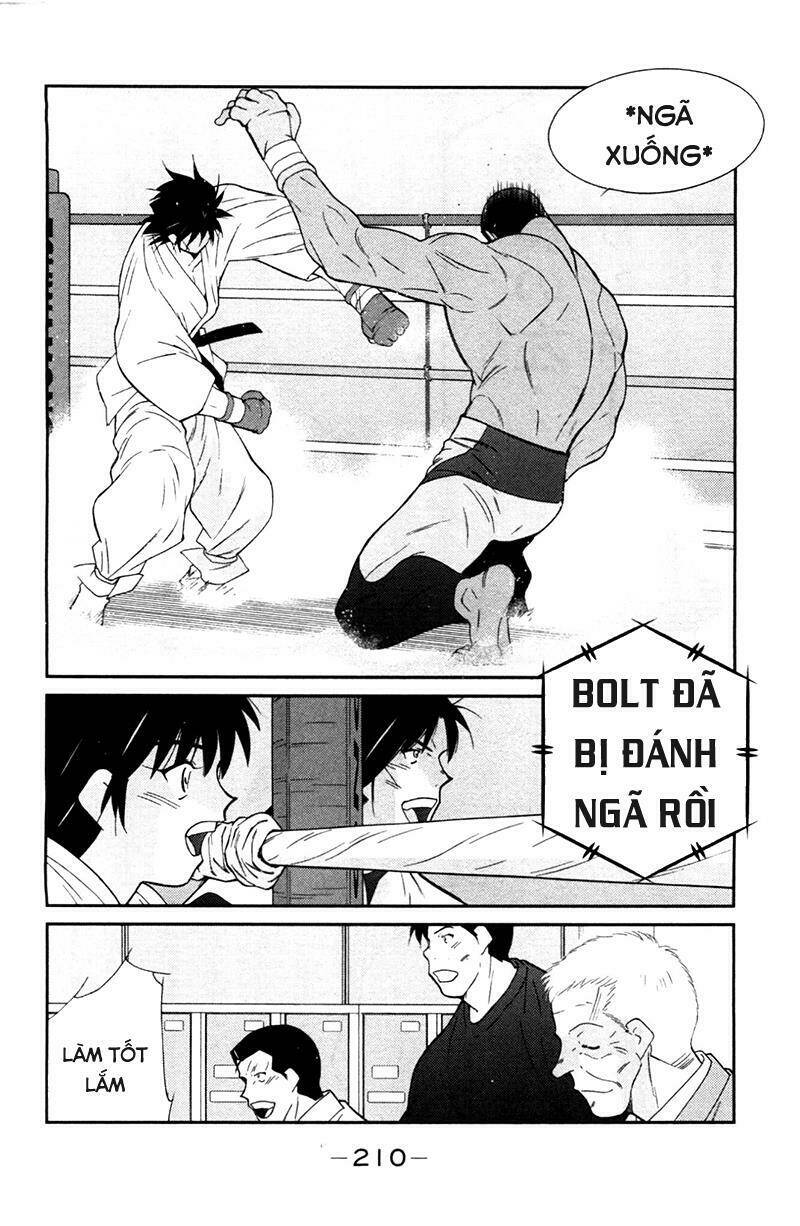 *NGÃ
XUỐNG*
BOLT ĐÃ
BỊ ĐÁNH
NGÃ RỒI
LÀM TỐT
LẮM
-210-